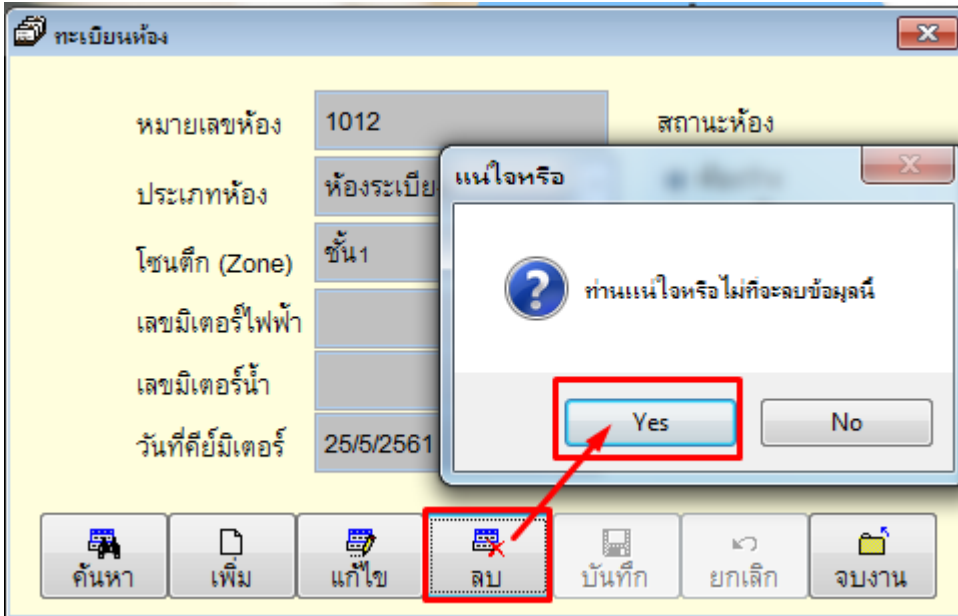 ทะเบียนห้อง
หมายเลขห้อง 1012 สถานะห้อง
ประเภทห้อง ห้องระเบีย
โซนตึก (Zone) ชั้น1
เลขมิเตอร์ไฟฟ้า
เลขมิเตอร์น้ำ
วันที่คีย์มิเตอร์ 25/5/2561
แน่ใจหรือ
ท่านแน่ใจหรือไม่ที่จะลบข้อมูลนี้
Yes No
ค้นหา เพิ่ม แก้ไข ลบ บันทึก ยกเลิก จบงาน